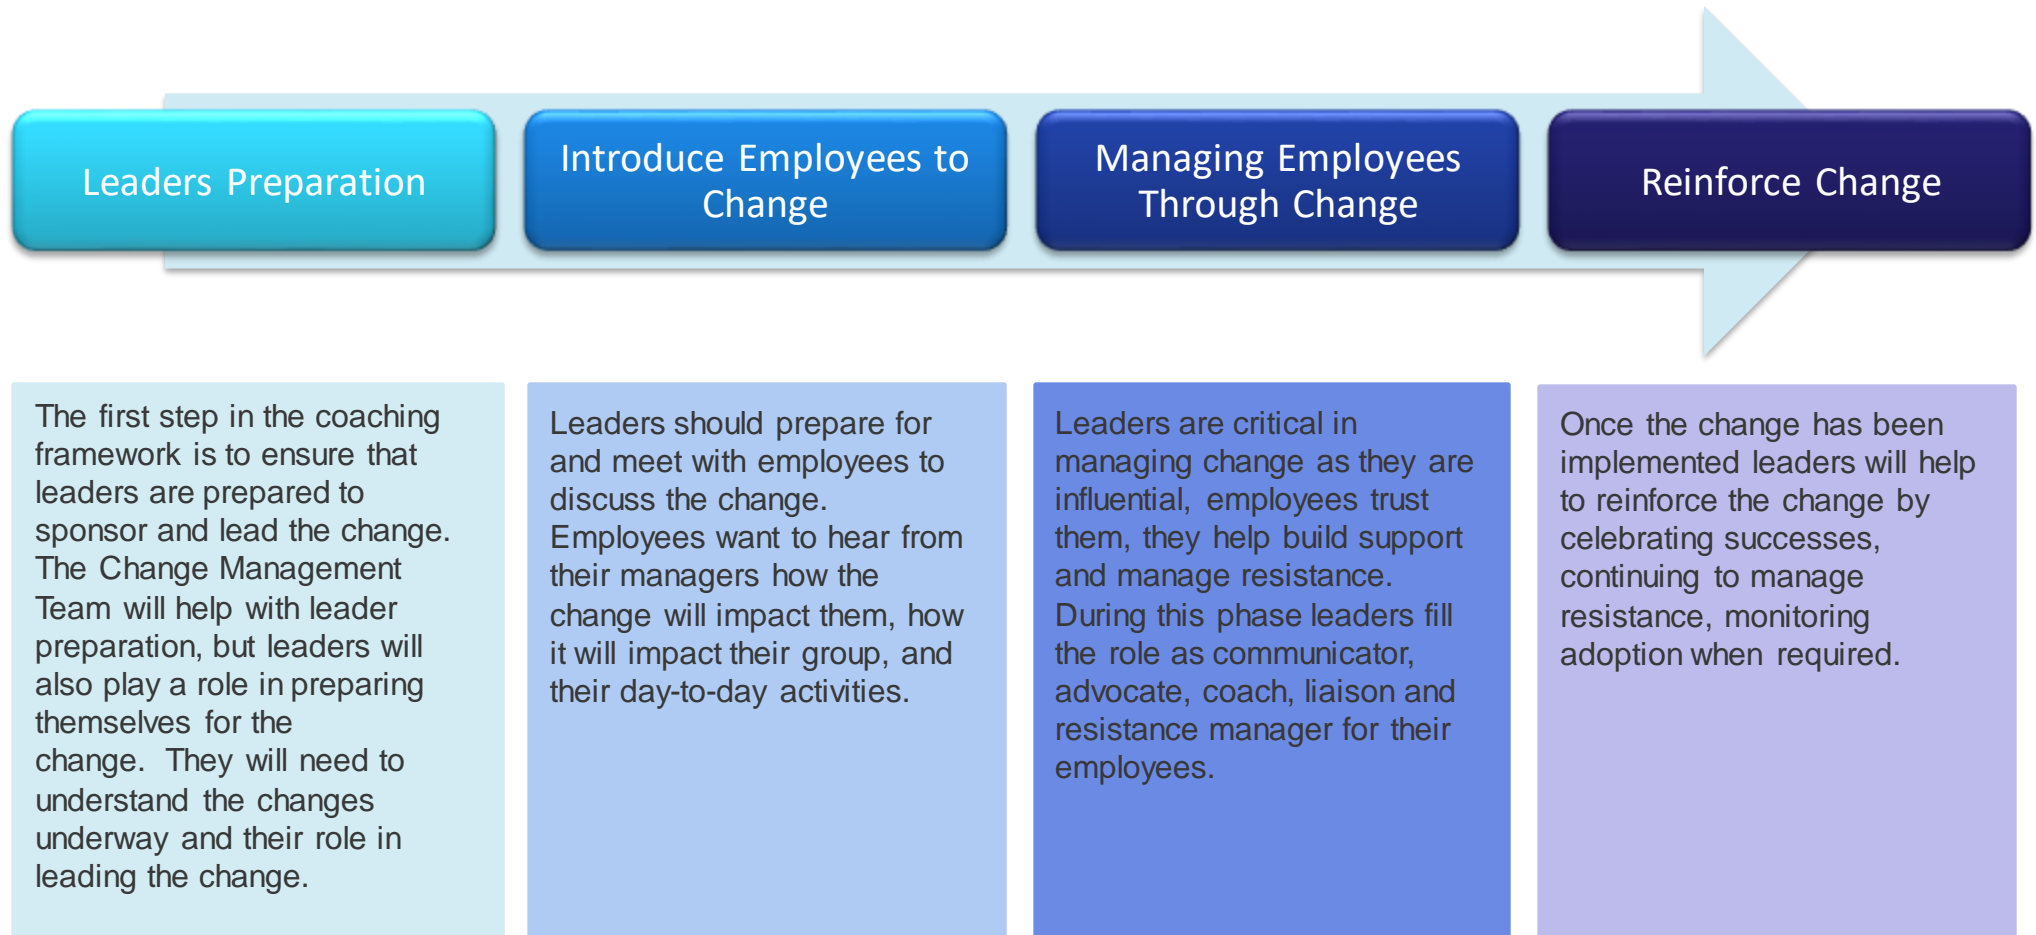 Leaders Preparation
Introduce Employees to
Change
Managing Employees
Through Change
Reinforce Change
The first step in the coaching
framework is to ensure that
leaders are prepared to
sponsor and lead the change.
The Change Management
Team will help with leader
preparation, but leaders will
also play a role in preparing
themselves for the
change.  They will need to
understand the changes
underway and their role in
leading the change.
Leaders should prepare for
and meet with employees to
discuss the change.
Employees want to hear from
their managers how the
change will impact them, how
it will impact their group, and
their day-to-day activities.
Leaders are critical in
managing change as they are
influential, employees trust
them, they help build support
and manage resistance.
During this phase leaders fill
the role as communicator,
advocate, coach, liaison and
resistance manager for their
employees.
Once the change has been
implemented leaders will help
to reinforce the change by
celebrating successes,
continuing to manage
resistance, monitoring
adoption when required.